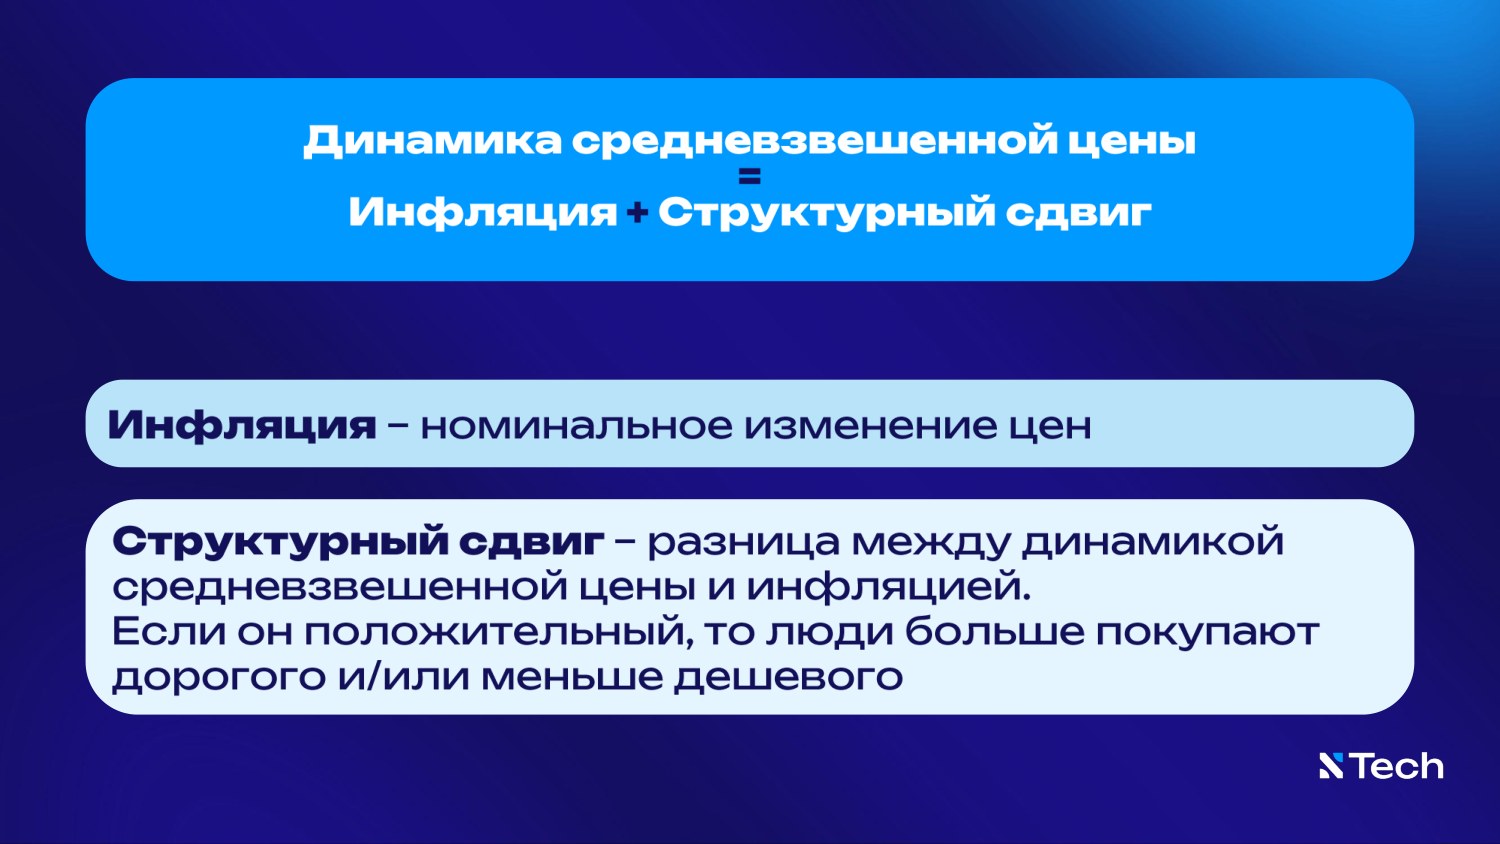 Динамика средневзвешенной цены
=
Инфляция + Структурный сдвиг
Инфляция – номинальное изменение цен
Структурный сдвиг – разница между динамикой
средневзвешенной цены и инфляцией.
Если он положительный, то люди больше покупают
дорогого и/или меньше дешевого
Tech